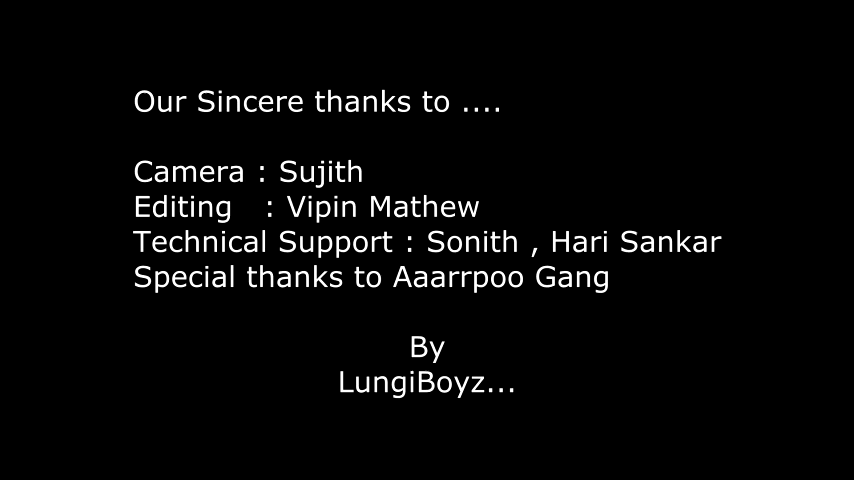 Our Sincere thanks to ....
Camera : Sujith
Editing   : Vipin Mathew
Technical Support : Sonith , Hari Sankar
Special thanks to Aaarrpoo Gang
By
LungiBoyz...